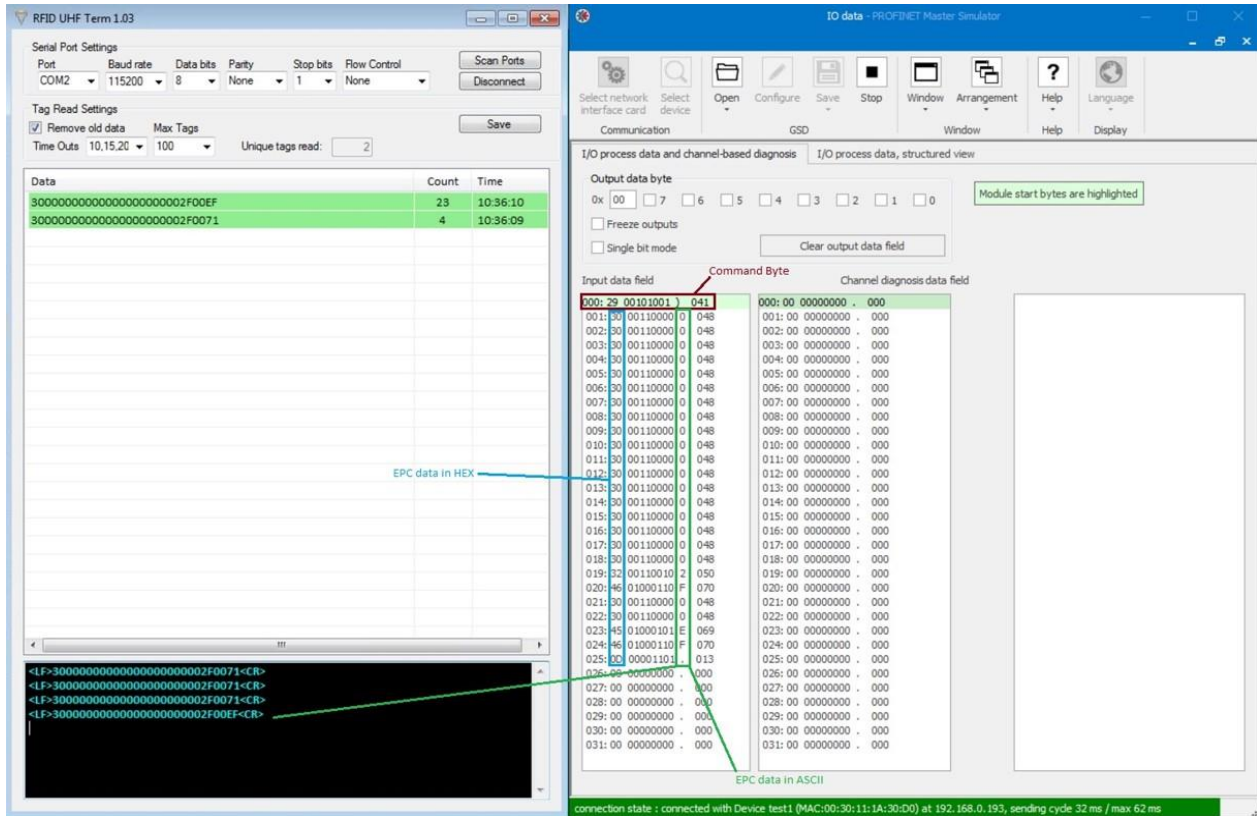 RFID UHF Term 1.03
Serial Port Settings
Port Baud rate Data bits Parity Stop bits Flow Control
COM2 115200 8 None 1 None
Scan Ports
Disconnect
Tag Read Settings
Remove old data Max Tags
Time Outs 10,15,20 100 Unique tags read: 2
Save
Data Count Time
300000000000000000000002F00EF 23 10:36:10
300000000000000000000002F0071 4 10:36:09
EPC data in HEX
<LF>300000000000000000000002F0071<CR>
<LF>300000000000000000000002F0071<CR>
<LF>300000000000000000000002F0071<CR>
<LF>300000000000000000000002F00EF<CR>
IO data - PROFINET Master Simulator
Select network interface card
Select device
Open
Configure
Save
Stop
Window
Arrangement
Help
Language
Communication GSD Window Help Display
I/O process data and channel-based diagnosis I/O process data, structured view
Output data byte
0x 00 7 6 5 4 3 2 1 0
Module start bytes are highlighted
Freeze outputs
Single bit mode
Clear output data field
Command Byte
Input data field Channel diagnosis data field
000: 29 00101001 ) 041 000: 00 00000000 . 000
001: 30 00110000 0 048 001: 00 00000000 . 000
002: 30 00110000 0 048 002: 00 00000000 . 000
003: 30 00110000 0 048 003: 00 00000000 . 000
004: 30 00110000 0 048 004: 00 00000000 . 000
005: 30 00110000 0 048 005: 00 00000000 . 000
006: 30 00110000 0 048 006: 00 00000000 . 000
007: 30 00110000 0 048 007: 00 00000000 . 000
008: 30 00110000 0 048 008: 00 00000000 . 000
009: 30 00110000 0 048 009: 00 00000000 . 000
010: 30 00110000 0 048 010: 00 00000000 . 000
011: 30 00110000 0 048 011: 00 00000000 . 000
012: 30 00110000 0 048 012: 00 00000000 . 000
013: 30 00110000 0 048 013: 00 00000000 . 000
014: 30 00110000 0 048 014: 00 00000000 . 000
015: 30 00110000 0 048 015: 00 00000000 . 000
016: 30 00110000 0 048 016: 00 00000000 . 000
017: 30 00110000 0 048 017: 00 00000000 . 000
018: 30 00110000 0 048 018: 00 00000000 . 000
019: 32 00110010 2 050 019: 00 00000000 . 000
020: 46 01000110 F 070 020: 00 00000000 . 000
021: 30 00110000 0 048 021: 00 00000000 . 000
022: 30 00110000 0 048 022: 00 00000000 . 000
023: 45 01000101 E 069 023: 00 00000000 . 000
024: 46 01000110 F 070 024: 00 00000000 . 000
025: 0D 00001101 . 013 025: 00 00000000 . 000
026: 00 00000000 . 000 026: 00 00000000 . 000
027: 00 00000000 . 000 027: 00 00000000 . 000
028: 00 00000000 . 000 028: 00 00000000 . 000
029: 00 00000000 . 000 029: 00 00000000 . 000
030: 00 00000000 . 000 030: 00 00000000 . 000
031: 00 00000000 . 000 031: 00 00000000 . 000
EPC data in ASCII
connection state : connected with Device test1 (MAC:00:30:11:1A:30:D0) at 192.168.0.193, sending cycle 32 ms / max 62 ms